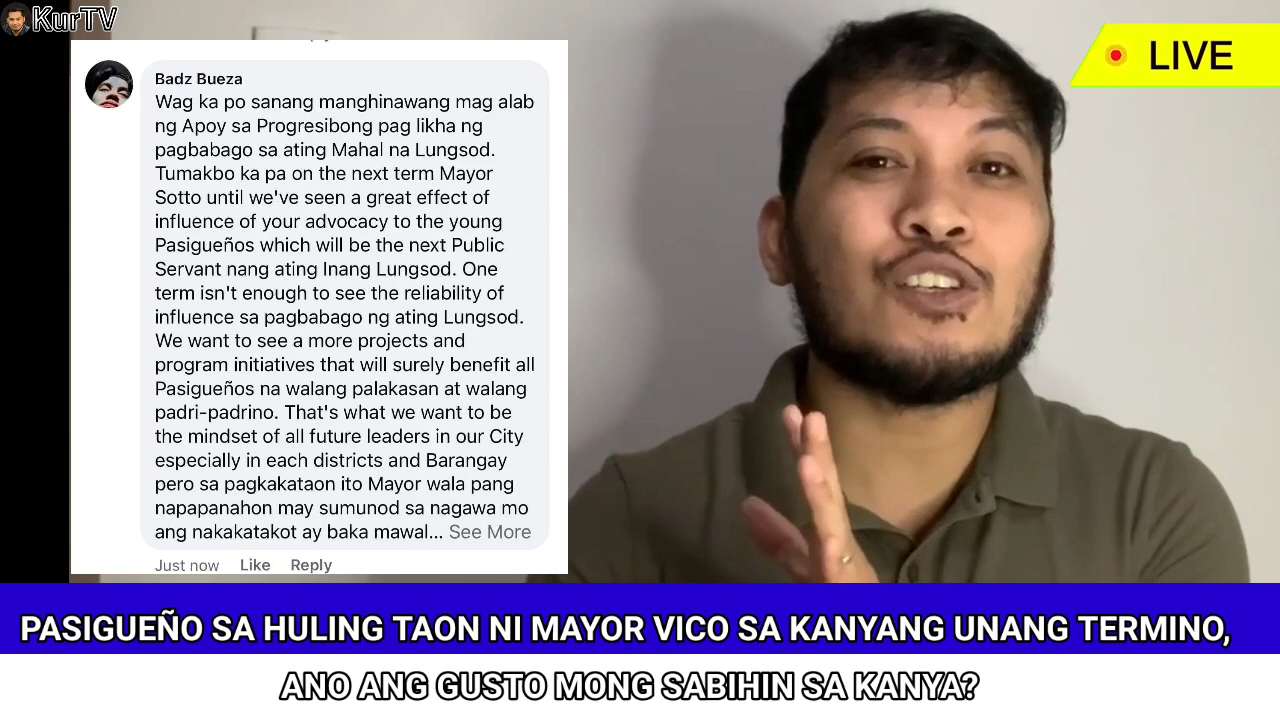 KurTV
LIVE
Badz Bueza
Wag ka po sanang manghinawang mag alab
ng Apoy sa Progresibong pag likha ng
pagbabago sa ating Mahal na Lungsod.
Tumakbo ka pa on the next term Mayor
Sotto until we've seen a great effect of
influence of your advocacy to the young
Pasigueños which will be the next Public
Servant nang ating Inang Lungsod. One
term isn't enough to see the reliability of
influence sa pagbabago ng ating Lungsod.
We want to see a more projects and
program initiatives that will surely benefit all
Pasigueños na walang palakasan at walang
padri-padrino. That's what we want to be
the mindset of all future leaders in our City
especially in each districts and Barangay
pero sa pagkakataon ito Mayor wala pang
napapanahon may sumunod sa nagawa mo
ang nakakatakot ay baka mawal... See More
Just now Like Reply
PASIGUEÑO SA HULING TAON NI MAYOR VICO SA KANYANG UNANG TERMINO,
ANO ANG GUSTO MONG SABIHIN SA KANYA?